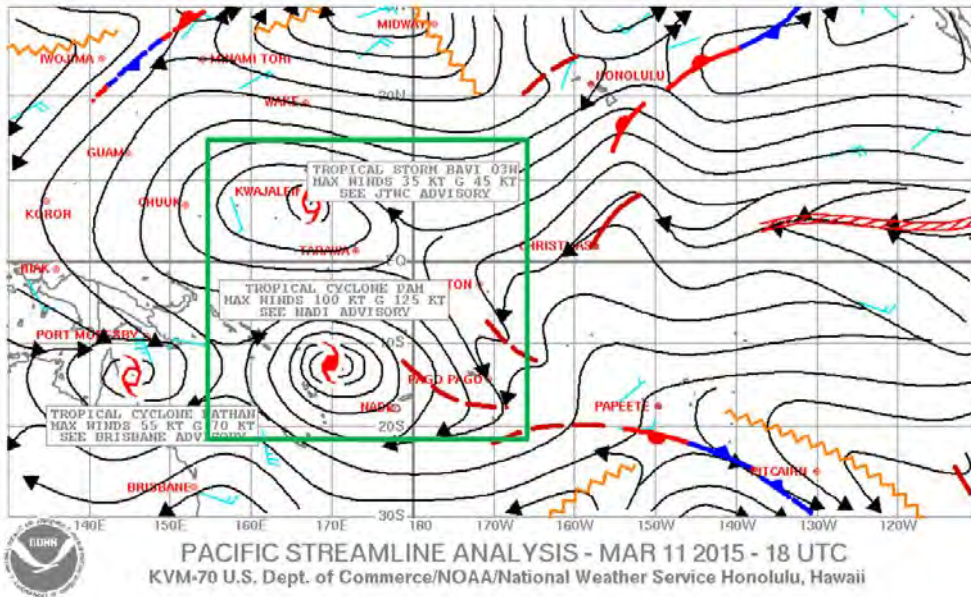 MIDWAY
IWOJIMA
MINAMI TORI
HONOLULU
20N
WAKE
GUAM
TROPICAL STORM BAVI 03W
MAX WINDS 35 KT G 45 KT
SEE JTWC ADVISORY
KWAJALEIN
KOROR
CHUUK
TARAWA
CHRISTMAS
EQ
TROPICAL CYCLONE PAM
MAX WINDS 100 KT G 125 KT
SEE NADI ADVISORY
TON
PORT MORESBY
10S
PAGO PAGO
NADI
PAPEETE
TROPICAL CYCLONE NATHAN
MAX WINDS 55 KT G 70 KT
SEE BRISBANE ADVISORY
20S
PITCAIRN
BRISBANE
30S
140E 150E 160E 170E 180 170W 160W 150W 140W 130W 120W
NOAA
PACIFIC STREAMLINE ANALYSIS - MAR 11 2015 - 18 UTC
KVM-70 U.S. Dept. of Commerce/NOAA/National Weather Service Honolulu, Hawaii